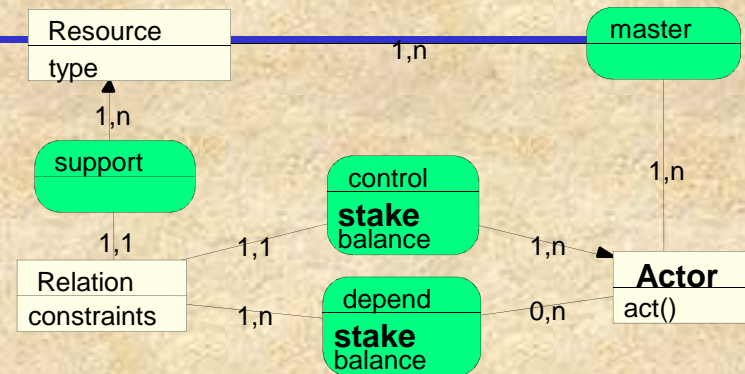 Resource
type
1,n
master
1,n
support
1,n
control
stake
balance
1,1
1,1
1,n
Relation
constraints
Actor
act()
1,n
depend
stake
balance
0,n